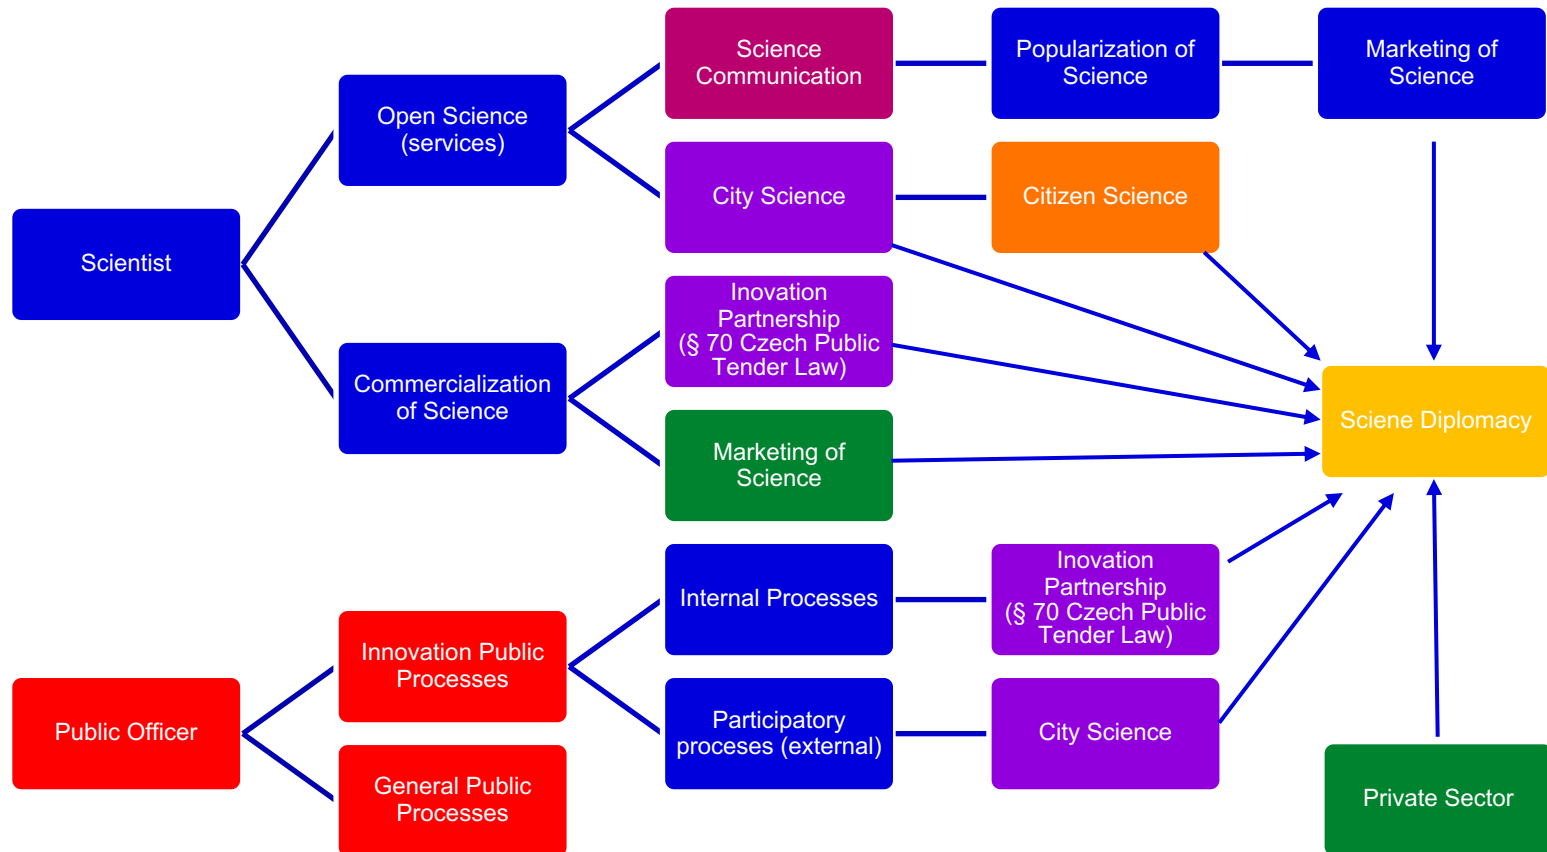 Science
Communication
Popularization of
Science
Marketing of
Science
Open Science
(services)
City Science
Citizen Science
Scientist
Inovation
Partnership
(§ 70 Czech Public
Tender Law)
Commercialization
of Science
Marketing of
Science
Sciene Diplomacy
Internal Processes
Inovation
Partnership
(§ 70 Czech Public
Tender Law)
Innovation Public
Processes
Public Officer
Participatory
proceses (external)
City Science
General Public
Processes
Private Sector